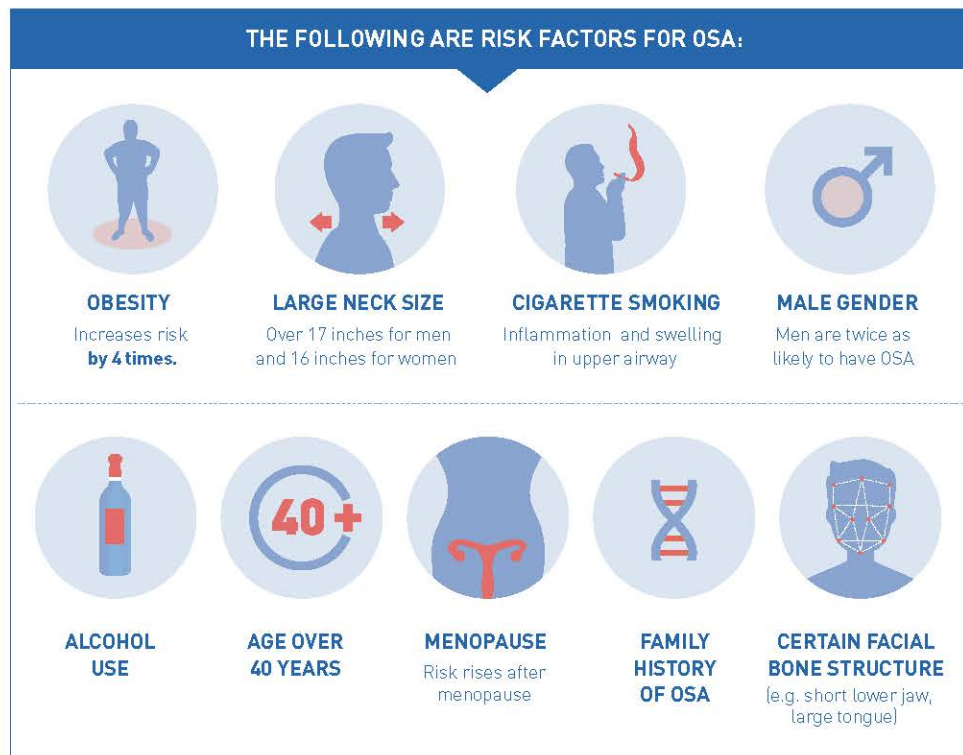 THE FOLLOWING ARE RISK FACTORS FOR OSA:
OBESITY
Increases risk
by 4 times.
LARGE NECK SIZE
Over 17 inches for men
and 16 inches for women
CIGARETTE SMOKING
Inflammation and swelling
in upper airway
MALE GENDER
Men are twice as
likely to have OSA
ALCOHOL
USE
40+
AGE OVER
40 YEARS
MENOPAUSE
Risk rises after
menopause
FAMILY
HISTORY
OF OSA
CERTAIN FACIAL
BONE STRUCTURE
(e.g. short lower jaw,
large tongue)